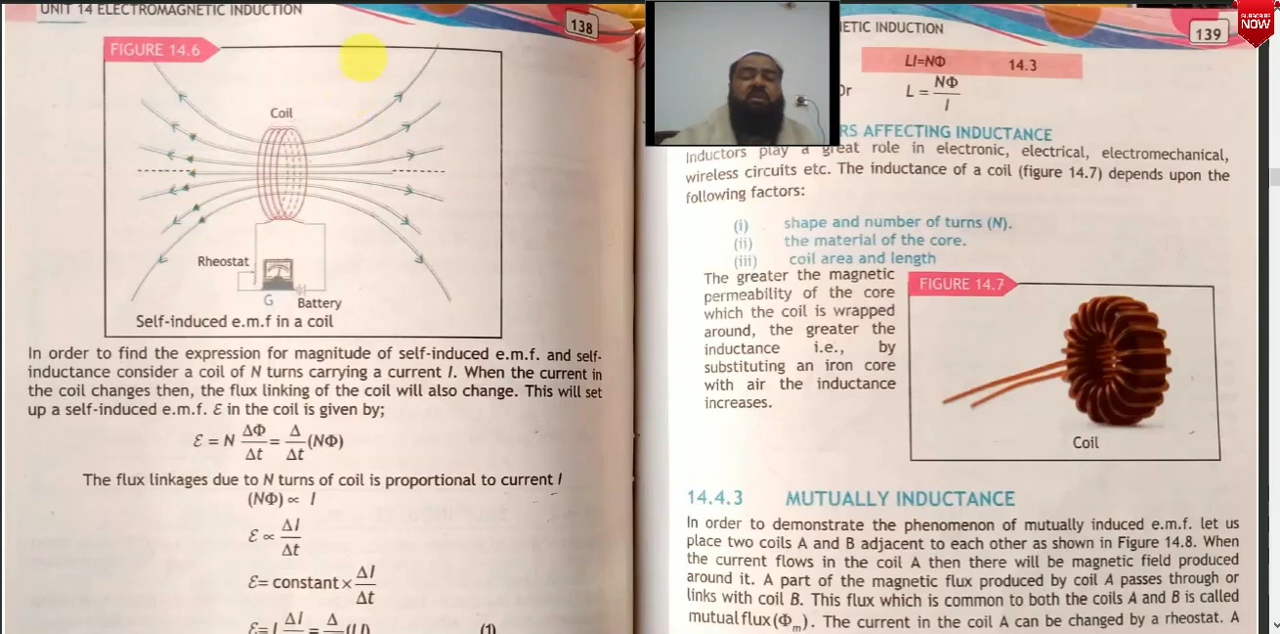 UNIT 14 ELECTROMAGNETIC INDUCTION
138
FIGURE 14.6
Coil
Rheostat
G
Battery
Self-induced e.m.f in a coil
In order to find the expression for magnitude of self-induced e.m.f. and self-
inductance consider a coil of N turns carrying a current I. When the current in
the coil changes then, the flux linking of the coil will also change. This will set
up a self-induced e.m.f. Ɛ in the coil is given by;
Ɛ = N ΔΦ/Δt = Δ/Δt (NΦ)
The flux linkages due to N turns of coil is proportional to current I
(NΦ) ∝ I
Ɛ ∝ ΔI/Δt
Ɛ= constant x ΔI/Δt
Ɛ=L ΔI = Δ (LI) (1)
ETIC INDUCTION
139
SUBSCRIBE
NOW
LI=NΦ 14.3
Or L = NΦ/I
RS AFFECTING INDUCTANCE
Inductors play a great role in electronic, electrical, electromechanical,
wireless circuits etc. The inductance of a coil (figure 14.7) depends upon the
following factors:
(i) shape and number of turns (N).
(ii) the material of the core.
(iii) coil area and length
The greater the magnetic
permeability of the core
which the coil is wrapped
around, the greater the
inductance i.e., by
substituting an iron core
with air the inductance
increases.
FIGURE 14.7
Coil
14.4.3 MUTUALLY INDUCTANCE
In order to demonstrate the phenomenon of mutually induced e.m.f. let us
place two coils A and B adjacent to each other as shown in Figure 14.8. When
the current flows in the coil A then there will be magnetic field produced
around it. A part of the magnetic flux produced by coil A passes through or
links with coil B. This flux which is common to both the coils A and B is called
mutual flux(Φm). The current in the coil A can be changed by a rheostat. A